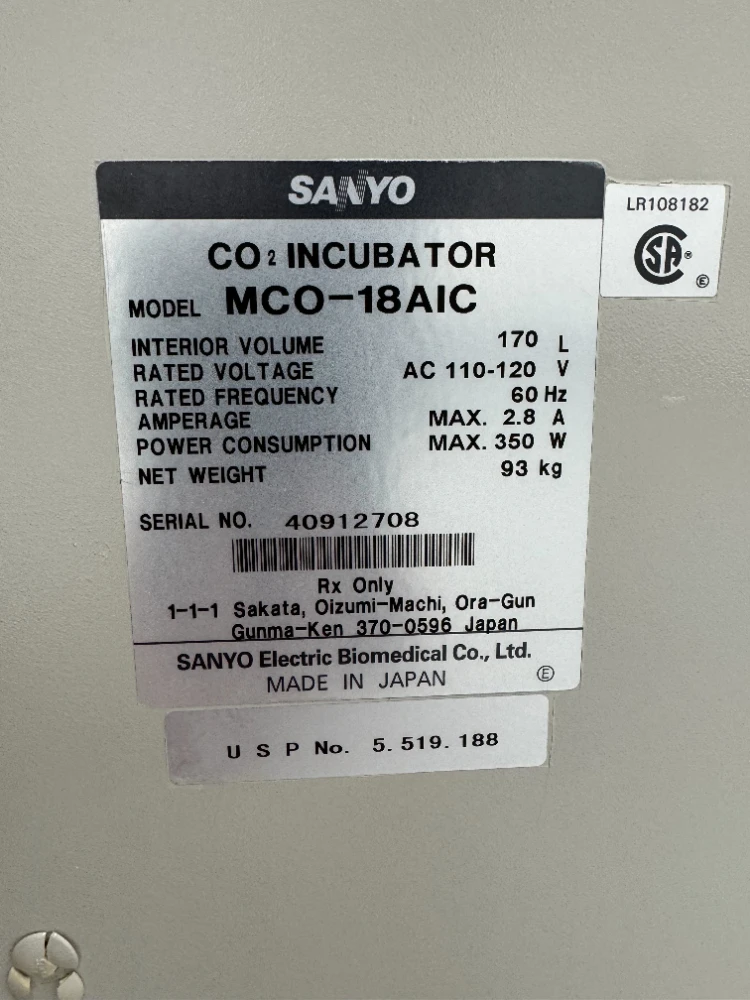 SANYO
LR108182
SA ®
Ⓔ
CO2 INCUBATOR
MODEL MCO-18AIC
INTERIOR VOLUME 170 L
RATED VOLTAGE AC 110-120 V
RATED FREQUENCY 60 Hz
AMPERAGE MAX. 2.8 A
POWER CONSUMPTION MAX. 350 W
NET WEIGHT 93 kg
SERIAL NO. 40912708
Rx Only
1-1-1 Sakata, Oizumi-Machi, Ora-Gun
Gunma-Ken 370-0596 Japan
SANYO Electric Biomedical Co., Ltd.
MADE IN JAPAN Ⓔ
U S P No. 5. 519. 188